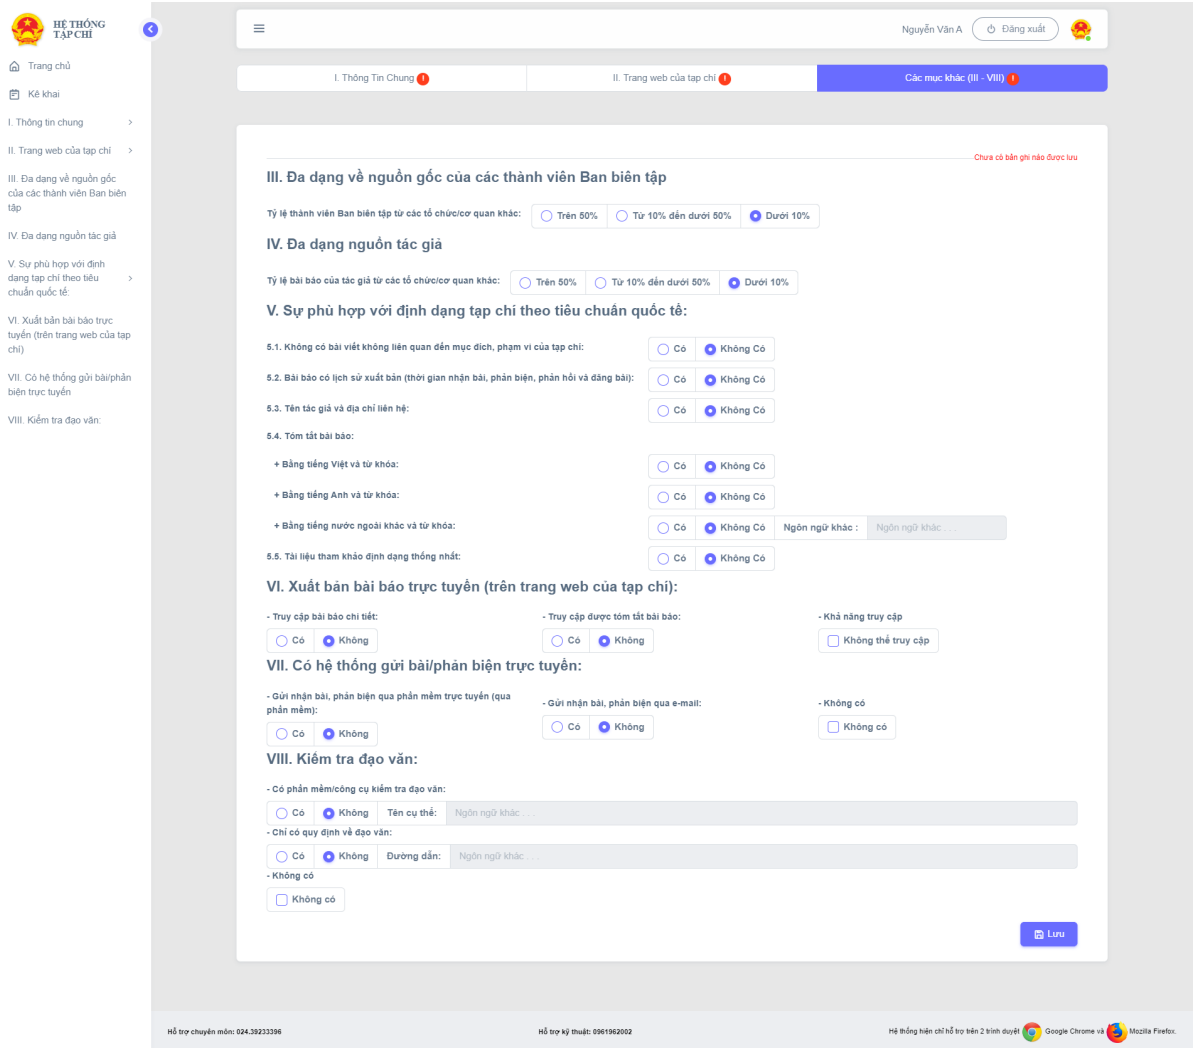 HỆ THỐNG
TẠP CHÍ
Trang chủ
Kê khai
I. Thông tin chung
II. Trang web của tạp chí
III. Đa dạng về nguồn gốc
của các thành viên Ban biên
tập
IV. Đa dạng nguồn tác giả
V. Sự phù hợp với định
dạng tạp chí theo tiêu
chuẩn quốc tế:
VI. Xuất bản bài báo trực
tuyến (trên trang web của tạp
chí)
VII. Có hệ thống gửi bài/phản
biện trực tuyến
VIII. Kiểm tra đạo văn:
Nguyễn Văn A
Đăng xuất
I. Thông Tin Chung
II. Trang web của tạp chí
Các mục khác (III - VIII)
Chưa có bản ghi nào được lưu
III. Đa dạng về nguồn gốc của các thành viên Ban biên tập
Tỷ lệ thành viên Ban biên tập từ các tổ chức/cơ quan khác: Trên 50% Từ 10% đến dưới 50% Dưới 10%
IV. Đa dạng nguồn tác giả
Tỷ lệ bài báo của tác giả từ các tổ chức/cơ quan khác: Trên 50% Từ 10% đến dưới 50% Dưới 10%
V. Sự phù hợp với định dạng tạp chí theo tiêu chuẩn quốc tế:
5.1. Không có bài viết không liên quan đến mục đích, phạm vi của tạp chí: Có Không Có
5.2. Bài báo có lịch sử xuất bản (thời gian nhận bài, phản biện, phản hồi và đăng bài): Có Không Có
5.3. Tên tác giả và địa chỉ liên hệ: Có Không Có
5.4. Tóm tắt bài báo:
+ Bằng tiếng Việt và từ khóa: Có Không Có
+ Bằng tiếng Anh và từ khóa: Có Không Có
+ Bằng tiếng nước ngoài khác và từ khóa: Có Không Có Ngôn ngữ khác : Ngôn ngữ khác . . .
5.5. Tài liệu tham khảo định dạng thống nhất: Có Không Có
VI. Xuất bản bài báo trực tuyến (trên trang web của tạp chí):
- Truy cập bài báo chi tiết: - Truy cập được tóm tắt bài báo: - Khả năng truy cập
Có Không Có Không Không thể truy cập
VII. Có hệ thống gửi bài/phản biện trực tuyến:
- Gửi nhận bài, phản biện qua phần mềm trực tuyến (qua
phần mềm):
Có Không
- Gửi nhận bài, phản biện qua e-mail:
Có Không
- Không có
Không có
VIII. Kiểm tra đạo văn:
- Có phần mềm/công cụ kiểm tra đạo văn:
Có Không Tên cụ thể: Ngôn ngữ khác . . .
- Chỉ có quy định về đạo văn:
Có Không Đường dẫn: Ngôn ngữ khác . . .
- Không có
Không có
Lưu
Hỗ trợ chuyên môn: 024.39233396
Hỗ trợ kỹ thuật: 0961962002
Hệ thống hiện chỉ hỗ trợ trên 2 trình duyệt Google Chrome và Mozilla Firefox.